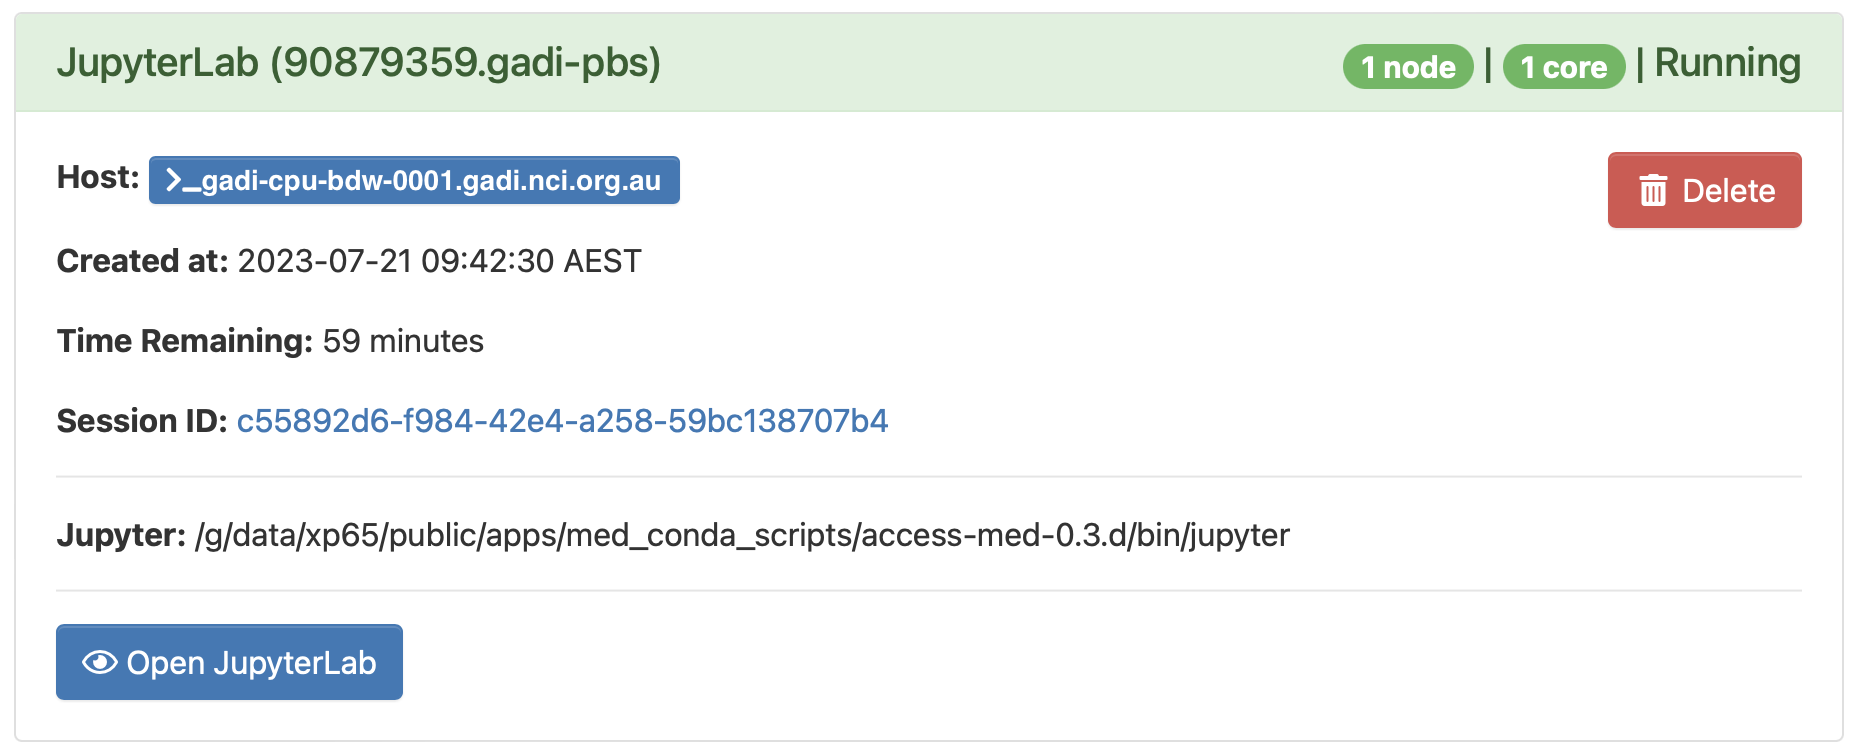 JupyterLab (90879359.gadi-pbs) 1 node | 1 core | Running
Host: >_gadi-cpu-bdw-0001.gadi.nci.org.au Delete
Created at: 2023-07-21 09:42:30 AEST
Time Remaining: 59 minutes
Session ID: c55892d6-f984-42e4-a258-59bc138707b4
Jupyter: /g/data/xp65/public/apps/med_conda_scripts/access-med-0.3.d/bin/jupyter
Open JupyterLab